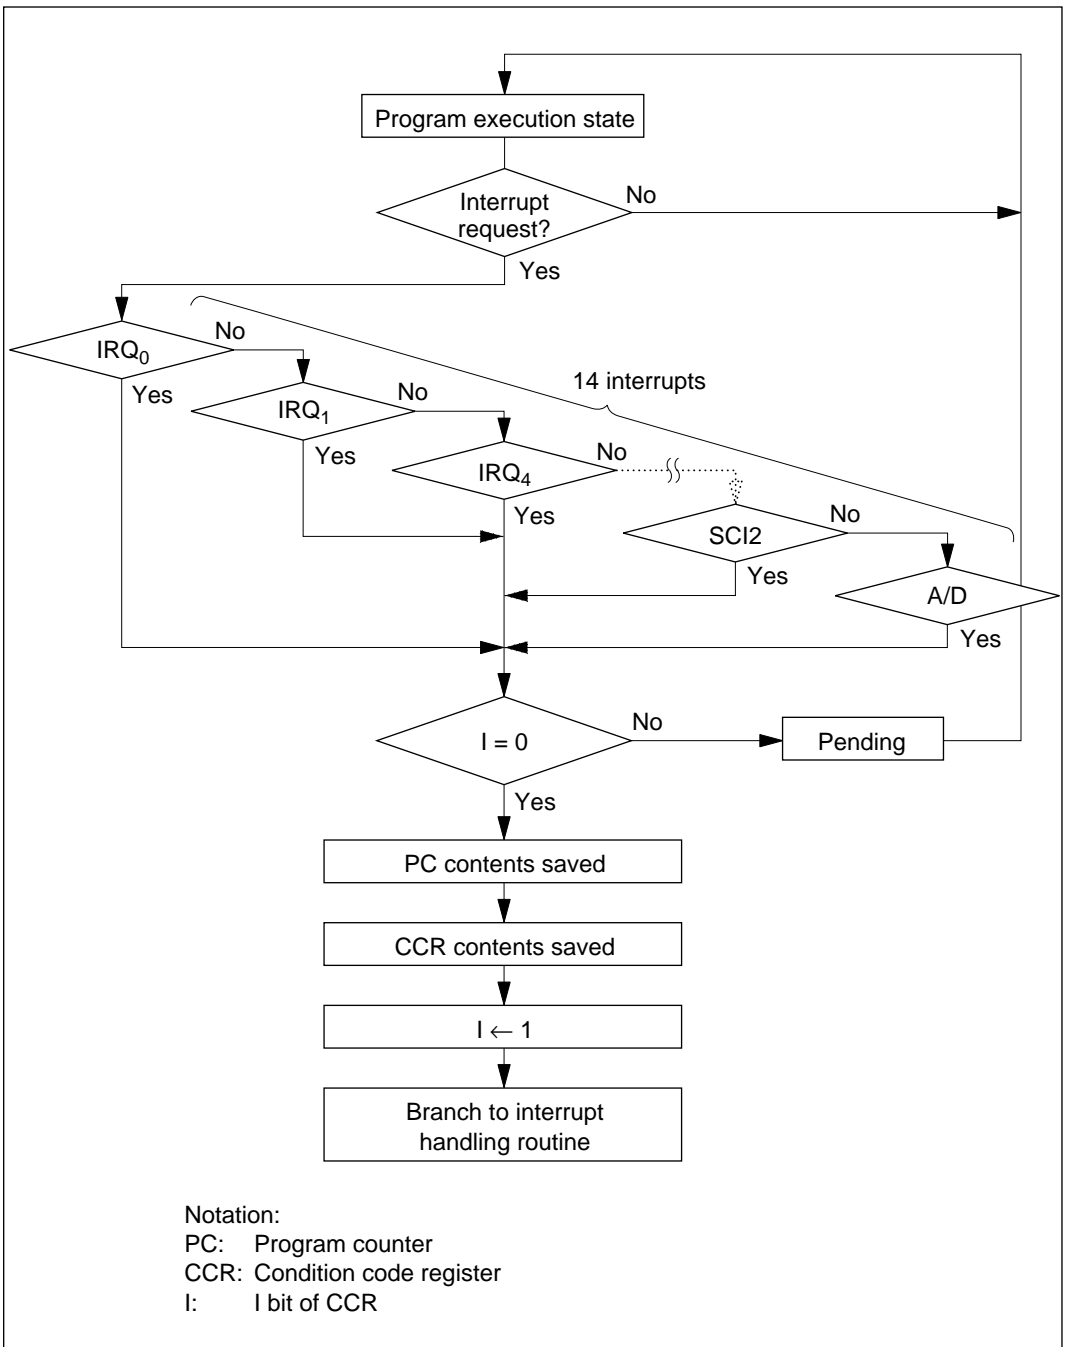 Program execution state
Interrupt
request?
No
Yes
IRQ0
No
Yes
14 interrupts
IRQ1
No
Yes
IRQ4
No
Yes
SCI2
No
Yes
A/D
Yes
I = 0
No
Pending
Yes
PC contents saved
CCR contents saved
I ← 1
Branch to interrupt
handling routine
Notation:
PC: Program counter
CCR: Condition code register
I: I bit of CCR